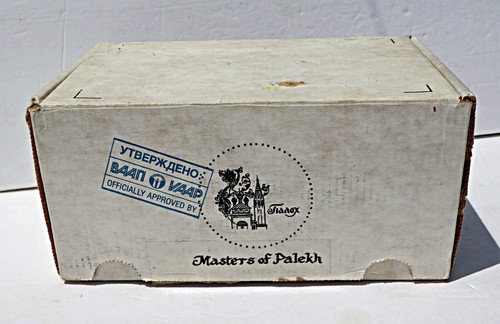 УТВЕРЖДЕНО
ВААП VAAP
OFFICIALLY APPROVED BY
Палех
Masters of Palekh